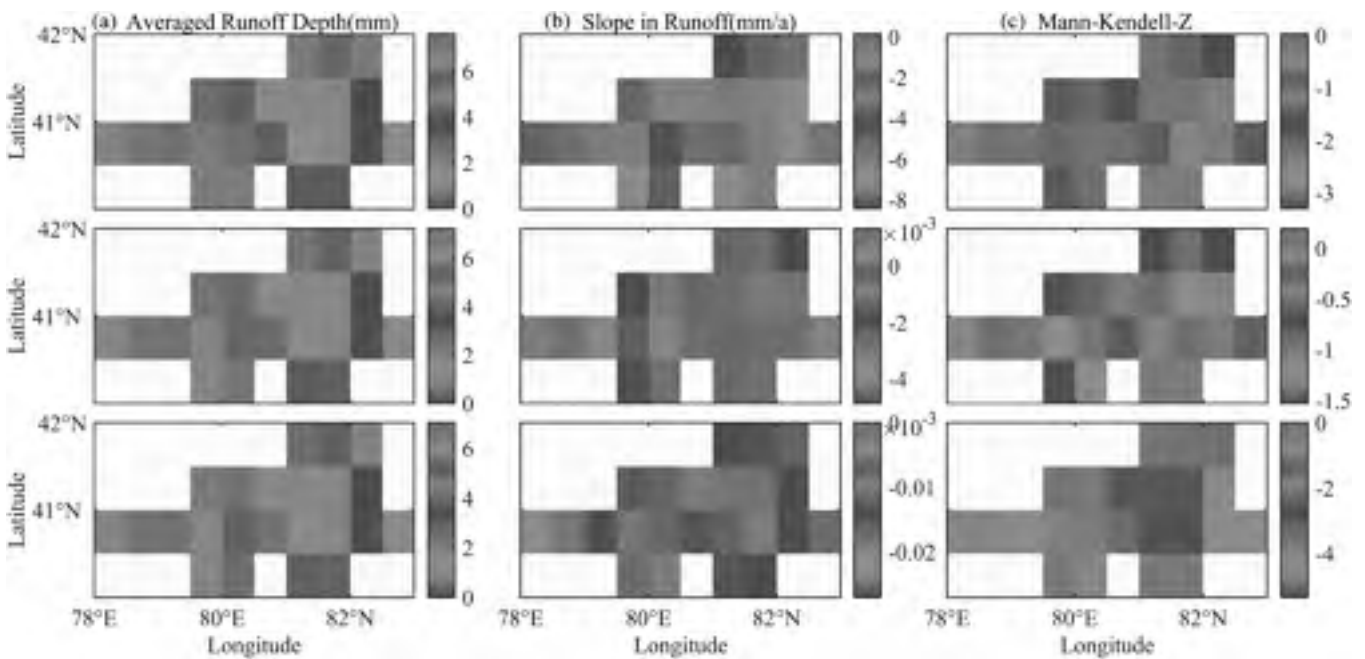 (a) Averaged Runoff Depth(mm)
(b) Slope in Runoff(mm/a)
(c) Mann-Kendell-Z
42°N
41°N
Latitude
6
4
2
0
0
-2
-4
-6
-8
0
-1
-2
-3
42°N
41°N
Latitude
6
4
2
0
×10⁻³
0
-2
-4
0
-0.5
-1
-1.5
42°N
41°N
Latitude
6
4
2
0
0
×10⁻³
-0.01
-0.02
0
-2
-4
78°E 80°E 82°E
78°E 80°E 82°E
78°E 80°E 82°E
Longitude
Longitude
Longitude